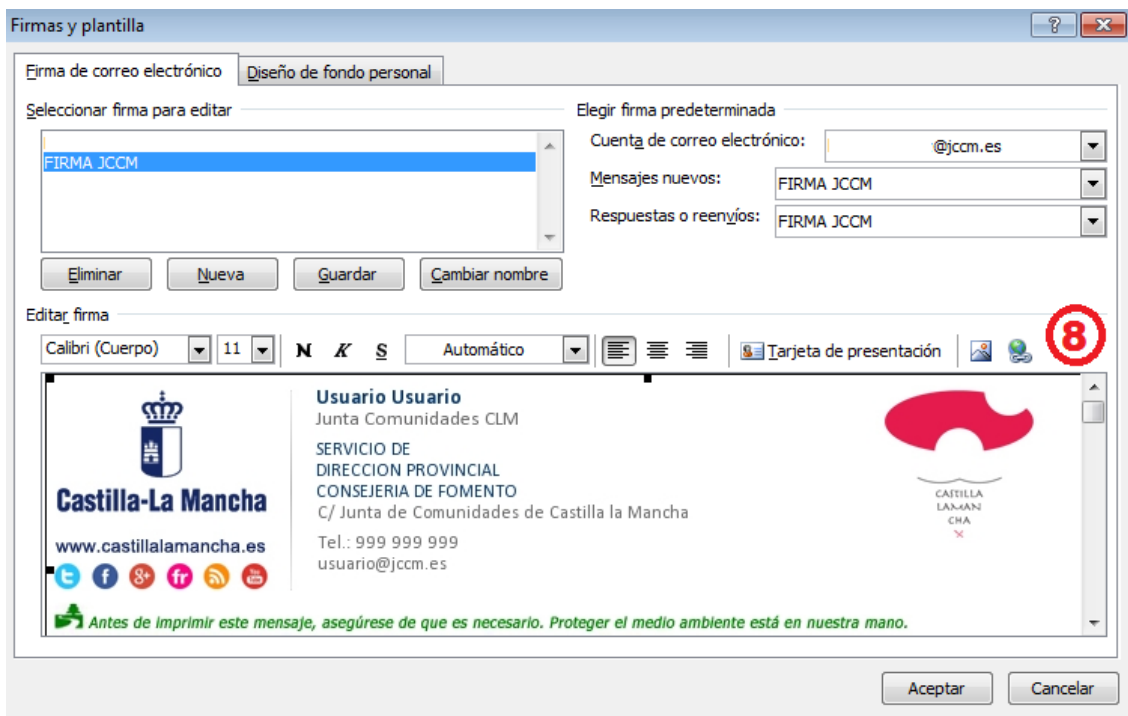 Firmas y plantilla
Firma de correo electrónico
Diseño de fondo personal
Seleccionar firma para editar
FIRMA JCCM
Eliminar
Nueva
Guardar
Cambiar nombre
Elegir firma predeterminada
Cuenta de correo electrónico:
@jccm.es
Mensajes nuevos:
FIRMA JCCM
Respuestas o reenvíos:
FIRMA JCCM
Editar firma
8
Calibri (Cuerpo)
11
N K S
Automático
Tarjeta de presentación
Castilla-La Mancha
www.castillalamancha.es
Usuario Usuario
Junta Comunidades CLM
SERVICIO DE
DIRECCION PROVINCIAL
CONSEJERIA DE FOMENTO
C/ Junta de Comunidades de Castilla la Mancha
Tel.: 999 999 999
usuario@jccm.es
CASTILLA
LAMAN
CHA
Antes de imprimir este mensaje, asegúrese de que es necesario. Proteger el medio ambiente está en nuestra mano.
Aceptar
Cancelar